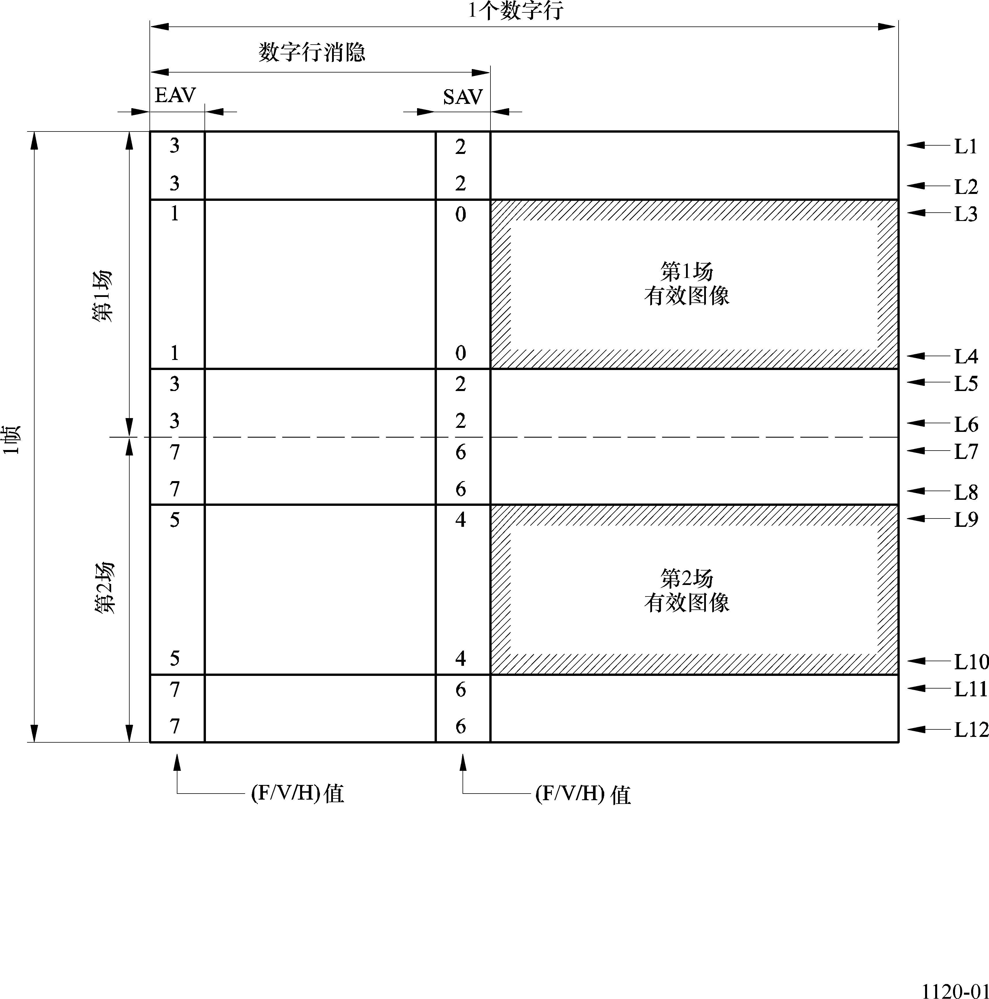 1个数字行
数字行消隐
EAV
SAV
3 2 L1
3 2 L2
1 0 L3
第1场
有效图像
第1场
1 0 L4
3 2 L5
3 2 L6
1帧
7 6 L7
7 6 L8
5 4 L9
第2场
有效图像
第2场
5 4 L10
7 6 L11
7 6 L12
(F/V/H) 值
(F/V/H) 值
1120-01